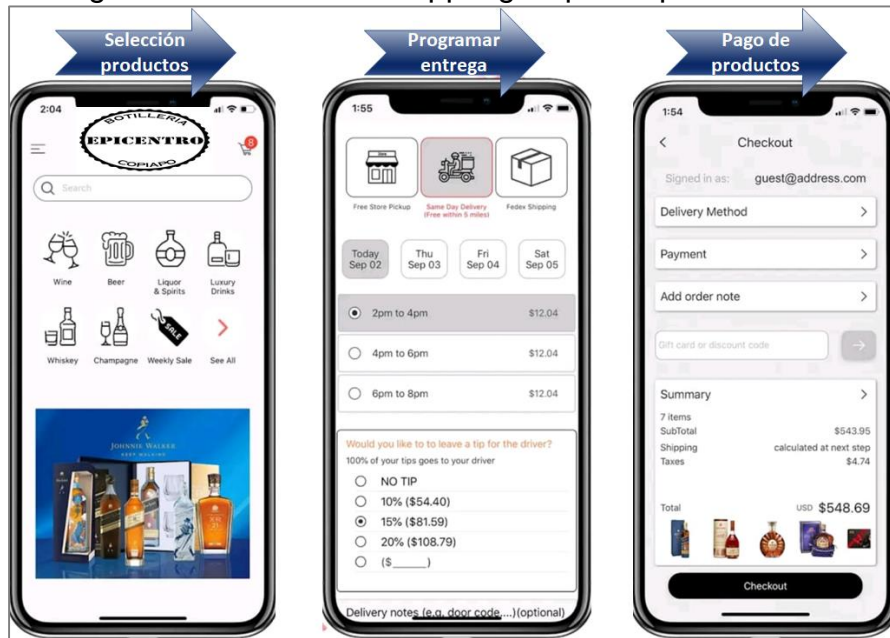 Selección
productos
Programar
entrega
Pago de
productos
2:04
BOTILLERIA
EPICENTRO
COPIAPO
8
Search
Wine
Beer
Liquor
& Spirits
Luxury
Drinks
SALE
Whiskey
Champagne
Weekly Sale
See All
JOHNNIE WALKER
KEEP WALKING
1:55
Free Store Pickup
Same Day Delivery
(Free within 5 miles)
Fedex Shipping
Today
Sep 02
Thu
Sep 03
Fri
Sep 04
Sat
Sep 05
2pm to 4pm $12.04
4pm to 6pm $12.04
6pm to 8pm $12.04
Would you like to to leave a tip for the driver?
100% of your tips goes to your driver
NO TIP
10% ($54.40)
15% ($81.59)
20% ($108.79)
($_____)
Delivery notes (e.g. door code,...)(optional)
1:54
Checkout
Signed in as: guest@address.com
Delivery Method
Payment
Add order note
Gift card or discount code
Summary
7 items
SubTotal $543.95
Shipping calculated at next step
Taxes $4.74
Total USD $548.69
Checkout